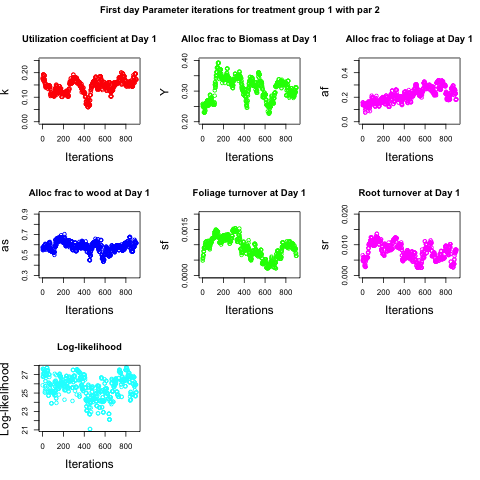 First day Parameter iterations for treatment group 1 with par 2
Utilization coefficient at Day 1
k
0.00 0.10 0.20
0 200 400 600 800
Iterations
Alloc frac to Biomass at Day 1
Y
0.20 0.30 0.40
0 200 400 600 800
Iterations
Alloc frac to foliage at Day 1
af
0.0 0.2 0.4
0 200 400 600 800
Iterations
Alloc frac to wood at Day 1
as
0.3 0.5 0.7 0.9
0 200 400 600 800
Iterations
Foliage turnover at Day 1
sf
0.0000 0.0015
0 200 400 600 800
Iterations
Root turnover at Day 1
sr
0.000 0.010 0.020
0 200 400 600 800
Iterations
Log-likelihood
Log-likelihood
21 23 25 27
0 200 400 600 800
Iterations